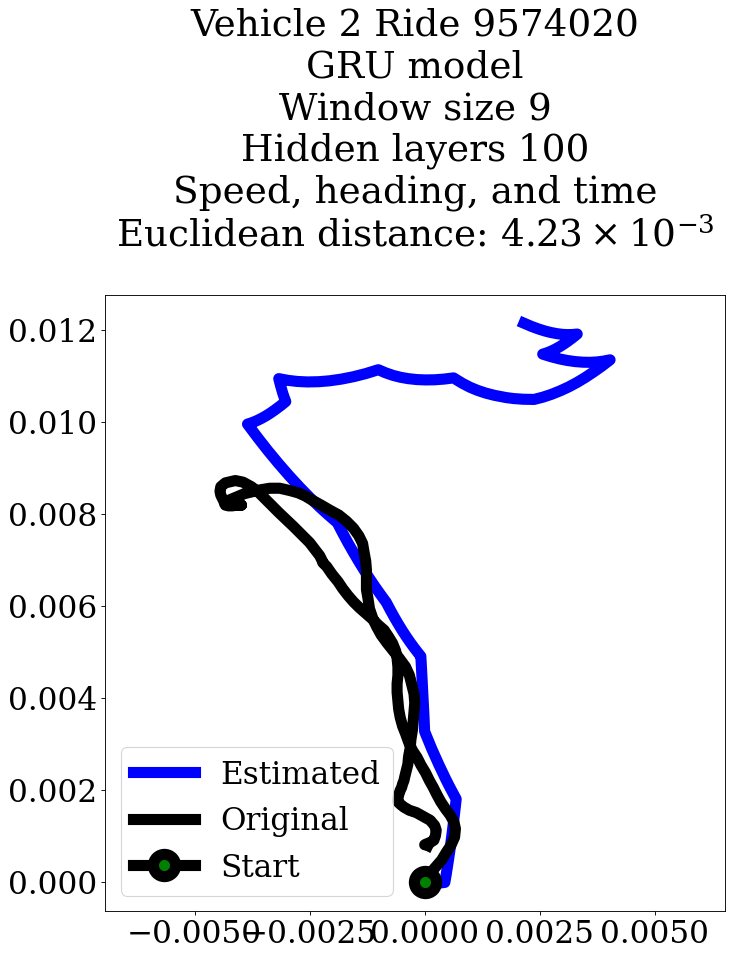 Vehicle 2 Ride 9574020
GRU model
Window size 9
Hidden layers 100
Speed, heading, and time
Euclidean distance: 4.23 × 10⁻³
0.012
0.010
0.008
0.006
0.004
0.002
0.000
Estimated
Original
Start
−0.0050 −0.0025 0.0000 0.0025 0.0050